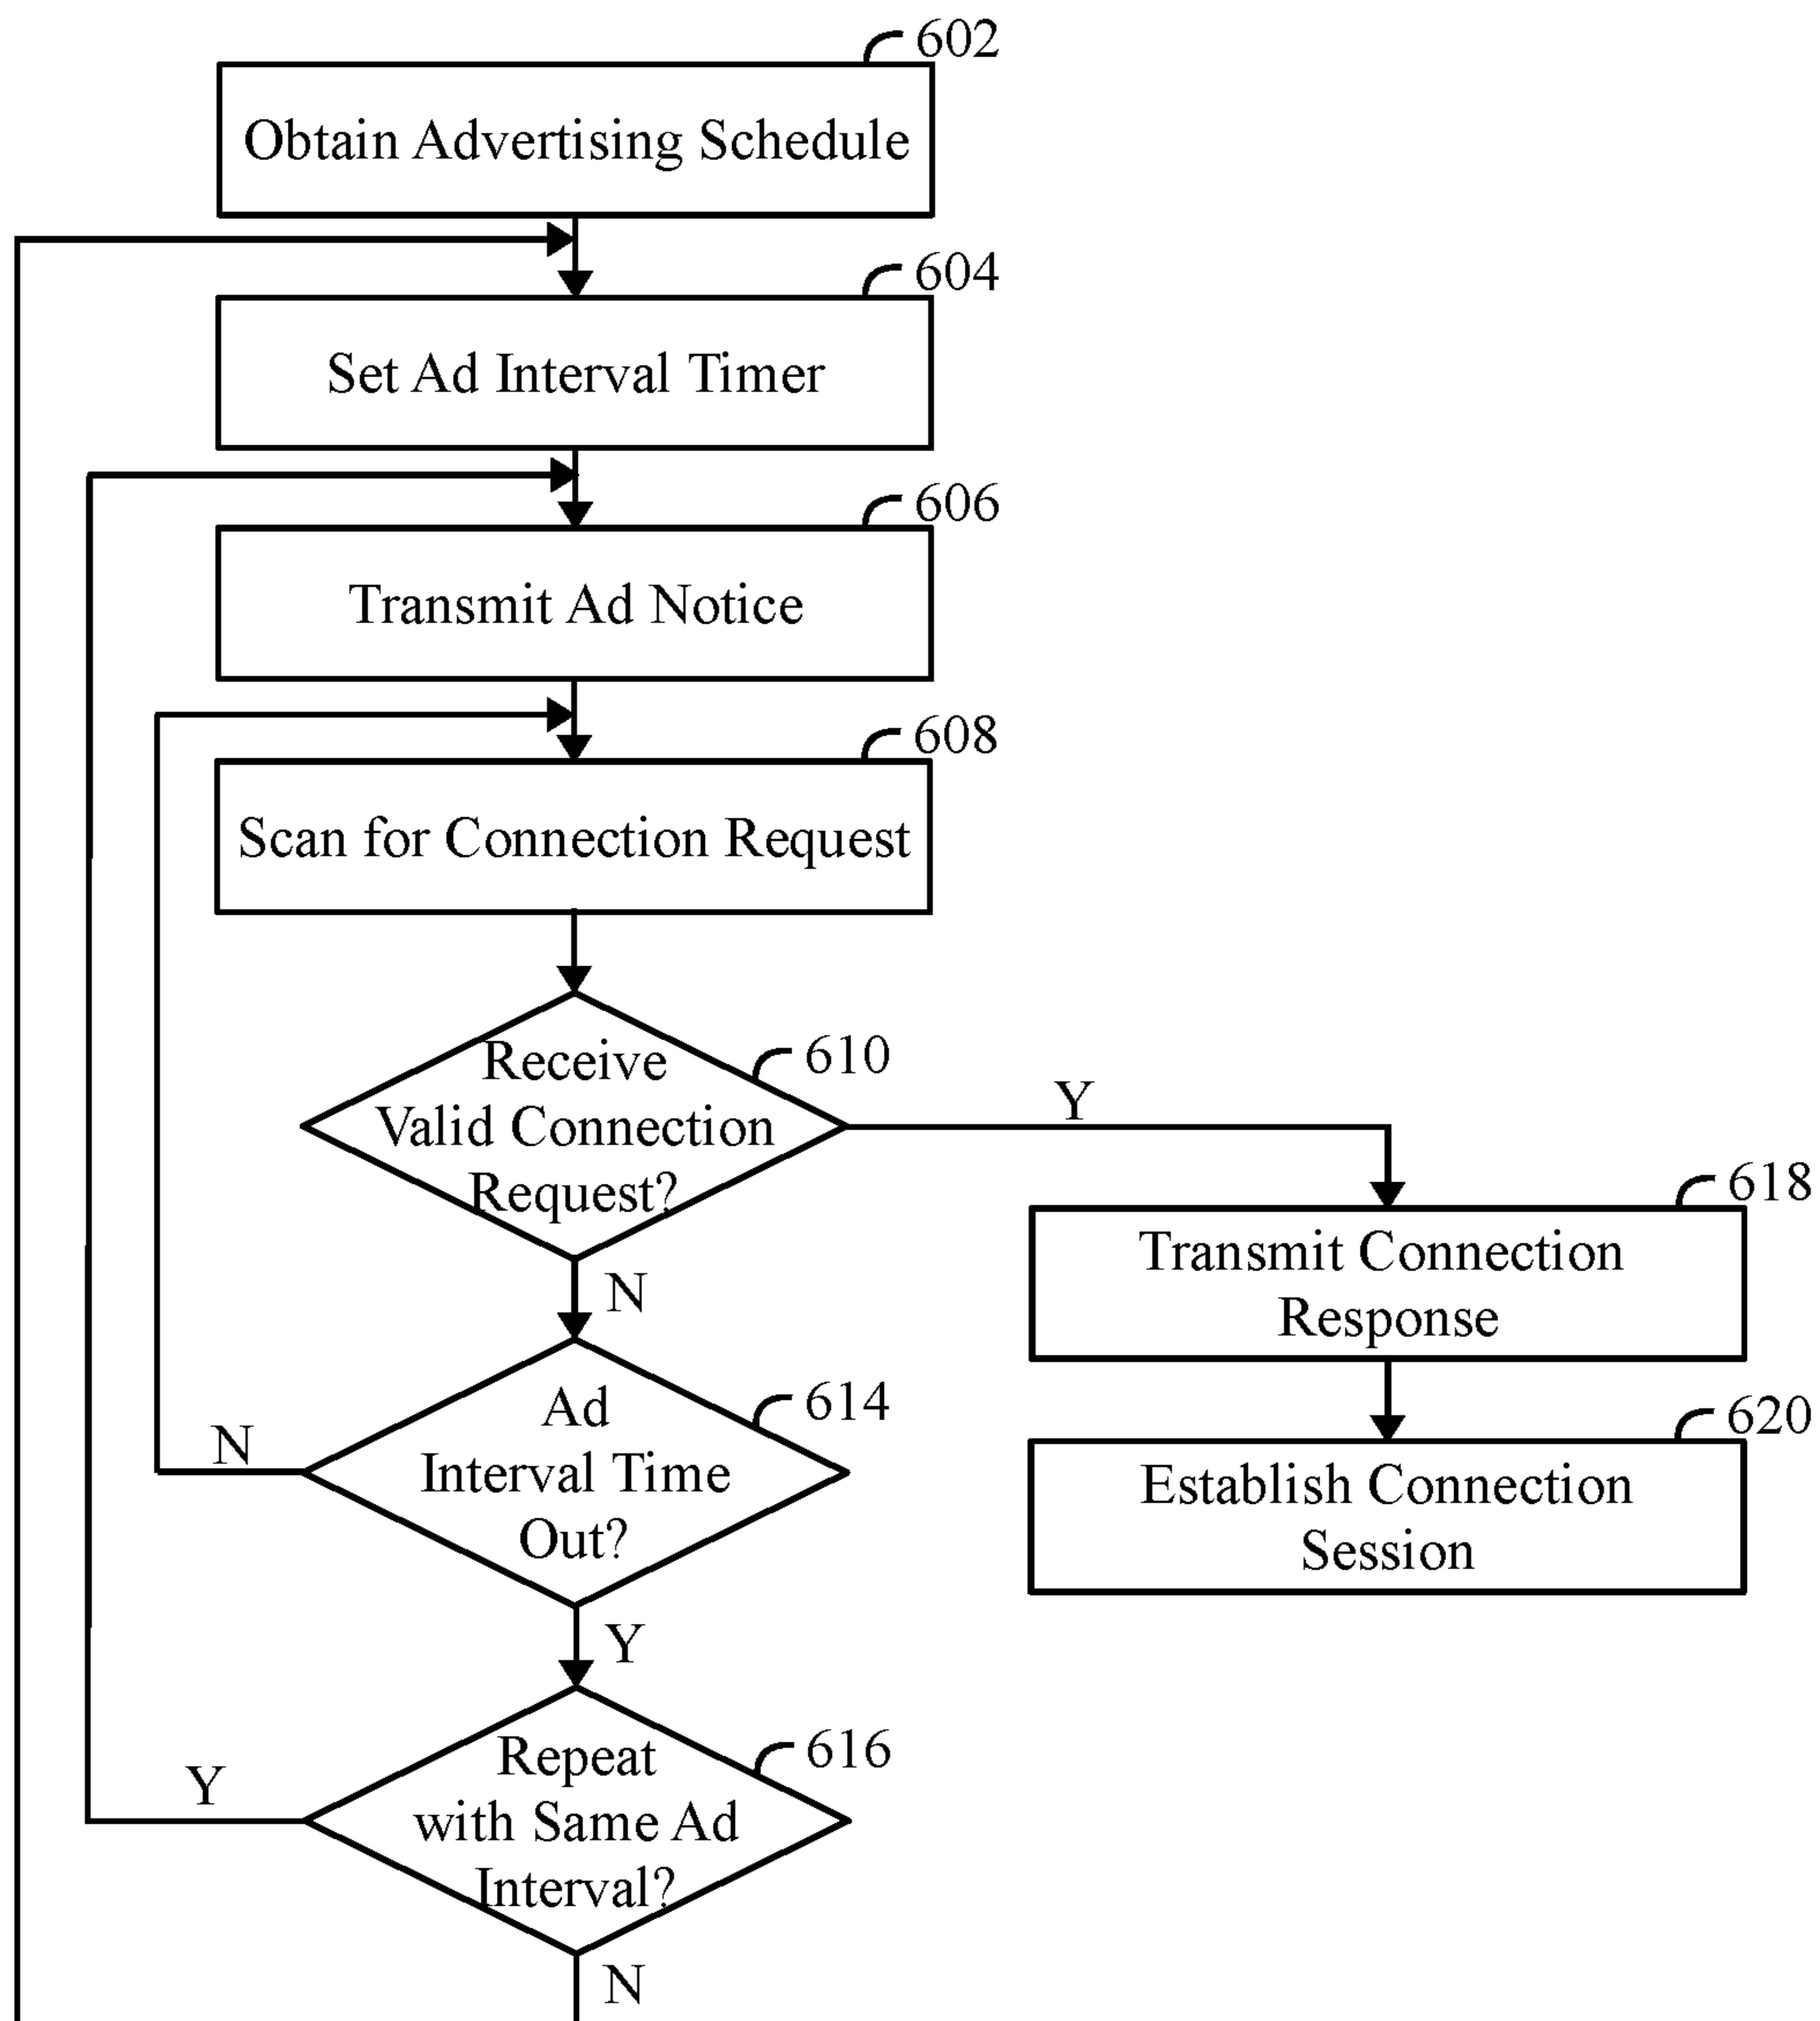 602
Obtain Advertising Schedule
604
Set Ad Interval Timer
606
Transmit Ad Notice
608
Scan for Connection Request
610
Receive
Valid Connection
Request?
Y
N
618
Transmit Connection
Response
614
Ad
Interval Time
Out?
N
Y
620
Establish Connection
Session
616
Repeat
with Same Ad
Interval?
Y
N